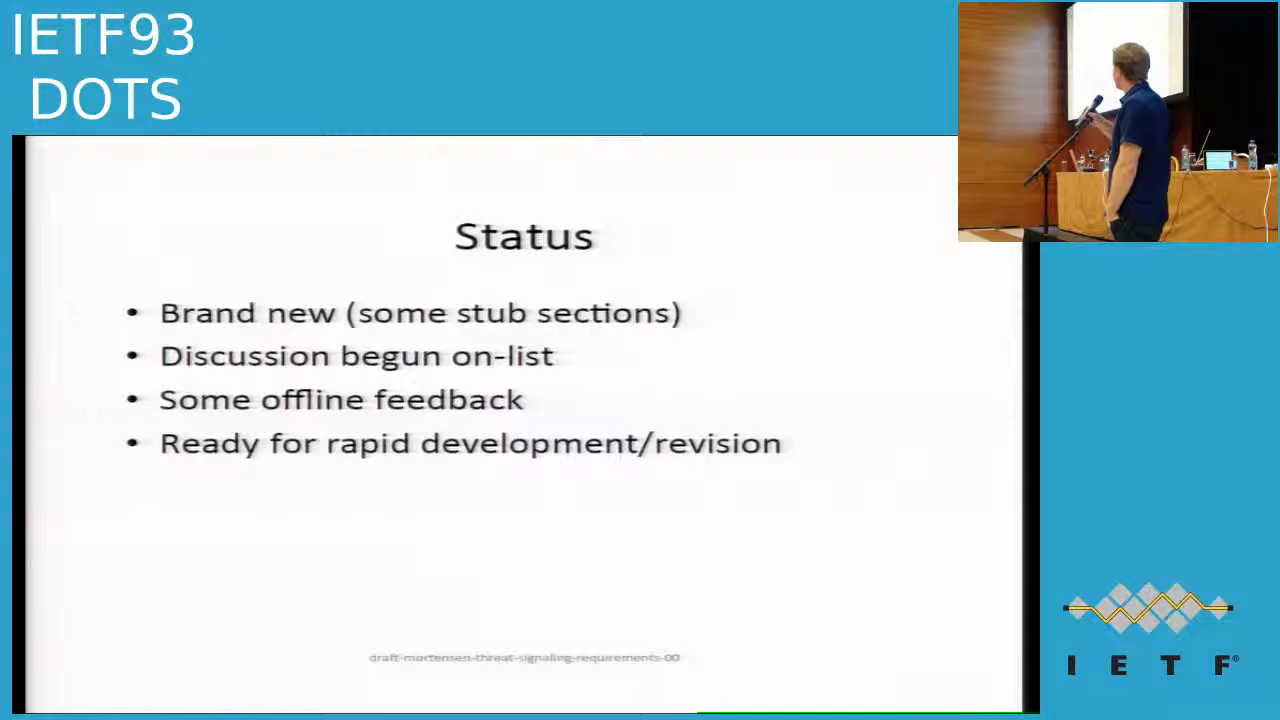 IETF93
DOTS
Status
• Brand new (some stub sections)
• Discussion begun on-list
• Some offline feedback
• Ready for rapid development/revision
draft-mortensen-threat-signaling-requirements-00
I E T F®